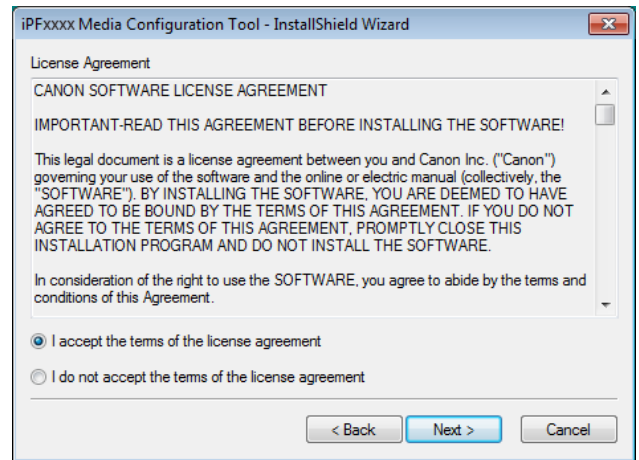 iPFxxxx Media Configuration Tool - InstallShield Wizard
License Agreement
CANON SOFTWARE LICENSE AGREEMENT
IMPORTANT-READ THIS AGREEMENT BEFORE INSTALLING THE SOFTWARE!
This legal document is a license agreement between you and Canon Inc. ("Canon")
governing your use of the software and the online or electric manual (collectively, the
"SOFTWARE"). BY INSTALLING THE SOFTWARE, YOU ARE DEEMED TO HAVE
AGREED TO BE BOUND BY THE TERMS OF THIS AGREEMENT. IF YOU DO NOT
AGREE TO THE TERMS OF THIS AGREEMENT, PROMPTLY CLOSE THIS
INSTALLATION PROGRAM AND DO NOT INSTALL THE SOFTWARE.
In consideration of the right to use the SOFTWARE, you agree to abide by the terms and
conditions of this Agreement.
I accept the terms of the license agreement
I do not accept the terms of the license agreement
< Back Next > Cancel